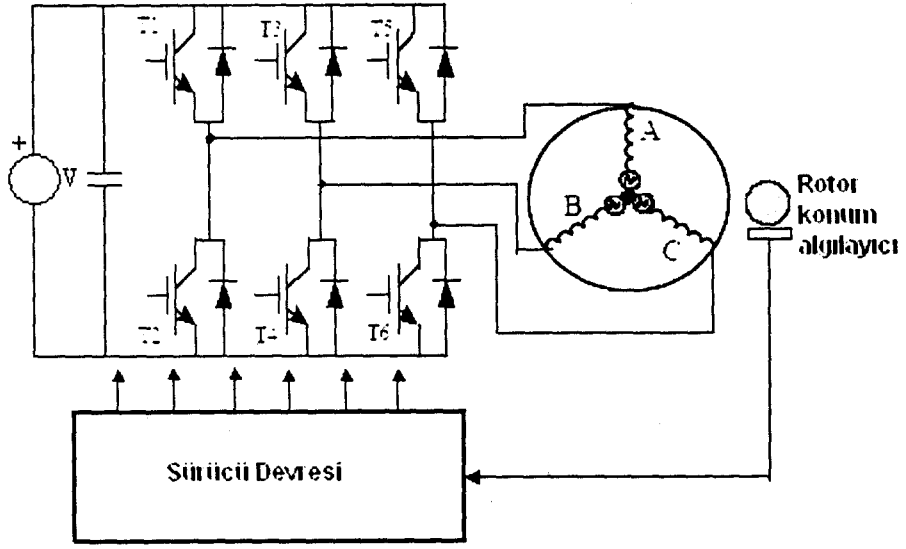 T1
T3
T5
+
V
A
B
C
Rotor
konum
algılayıcı
T2
T4
T6
Sürücü Devresi